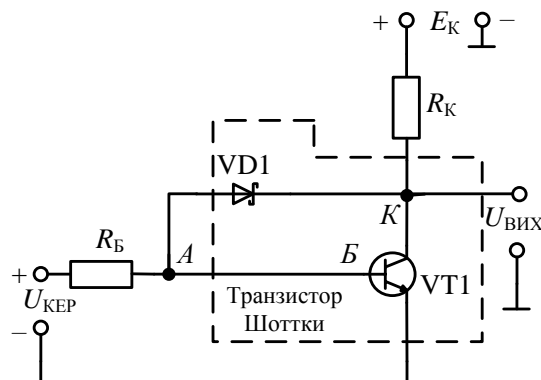 + E_К –
R_К
VD1
К
U_ВИХ
R_Б
А
Б
+
U_КЕР
VT1
Транзистор
Шоттки
–